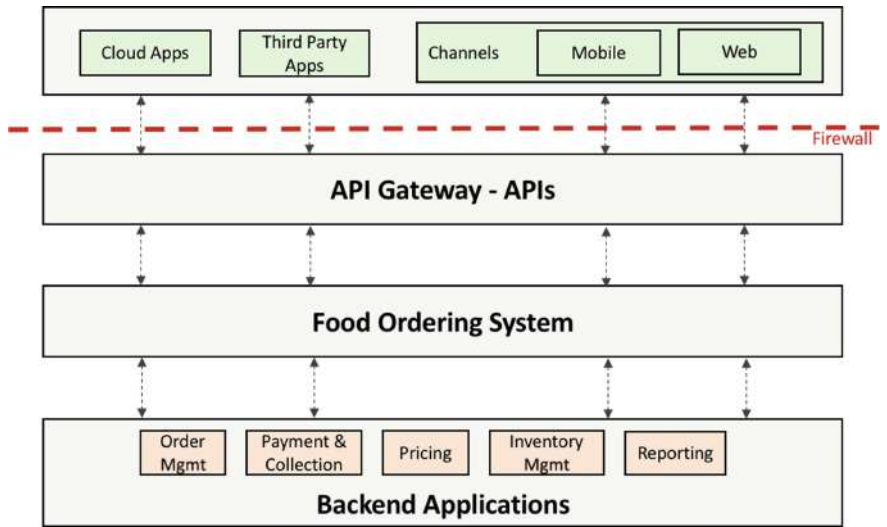 Cloud Apps
Third Party
Apps
Channels
Mobile
Web
Firewall
API Gateway - APIs
Food Ordering System
Order
Mgmt
Payment &
Collection
Pricing
Inventory
Mgmt
Reporting
Backend Applications